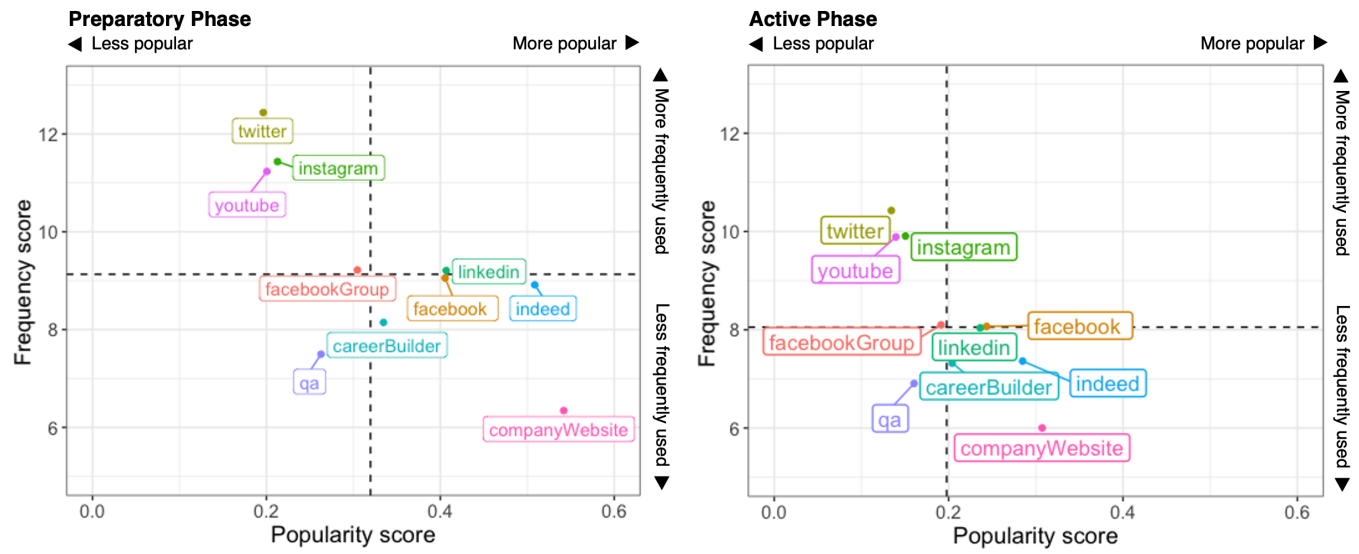 Preparatory Phase
◀ Less popular
More popular ▶
12
10
8
6
Frequency score
twitter
instagram
youtube
linkedin
facebookGroup
facebook
indeed
careerBuilder
qa
companyWebsite
0.0
0.2
0.4
0.6
Popularity score
▲ More frequently used
Less frequently used ▼
Active Phase
◀ Less popular
More popular ▶
12
10
8
6
Frequency score
twitter
instagram
youtube
facebook
facebookGroup
linkedin
careerBuilder
indeed
qa
companyWebsite
0.0
0.2
0.4
0.6
Popularity score
▲ More frequently used
Less frequently used ▼